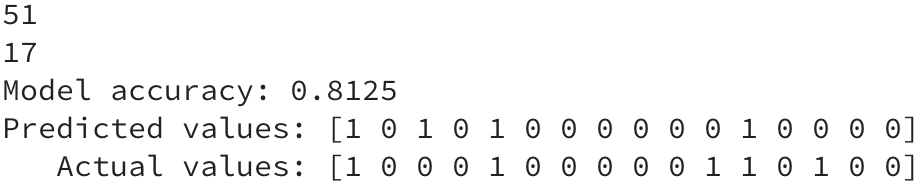 51
17
Model accuracy: 0.8125
Predicted values: [1 0 1 0 1 0 0 0 0 0 0 1 0 0 0 0]
Actual values: [1 0 0 0 1 0 0 0 0 0 1 1 0 1 0 0]